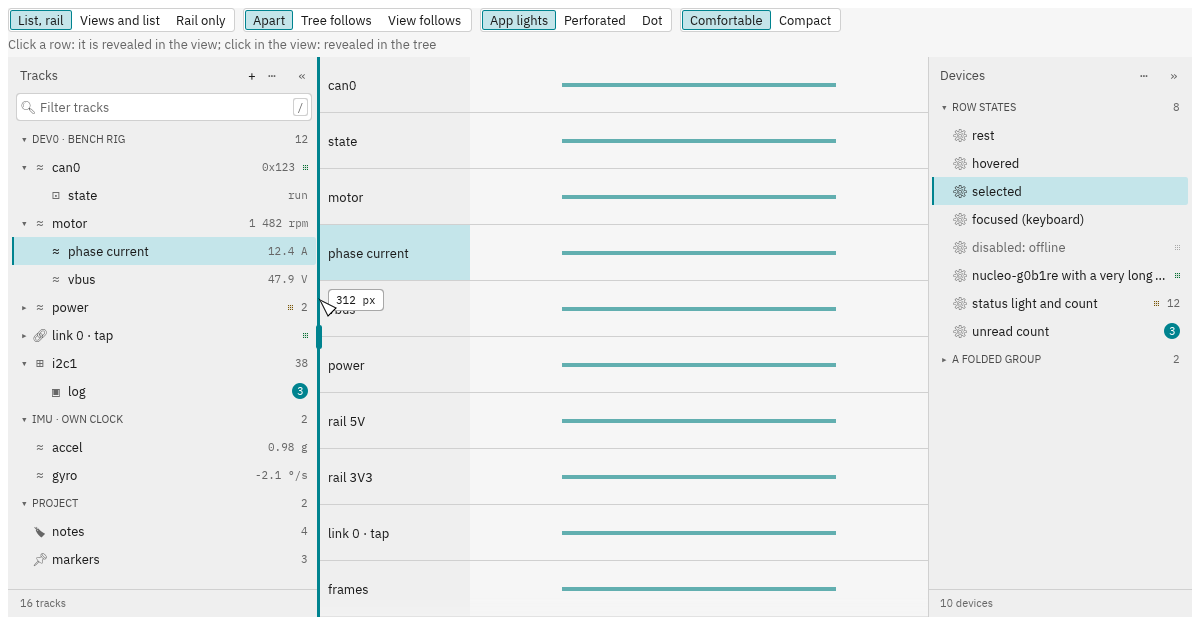 List, rail Views and list Rail only Apart Tree follows View follows App lights Perforated Dot Comfortable Compact
Click a row: it is revealed in the view; click in the view: revealed in the tree
Tracks + ··· «
Filter tracks /
DEV0 · BENCH RIG 12
can0 0x123
state run
motor 1 482 rpm
phase current 12.4 A
vbus 47.9 V
power 2
link 0 · tap
i2c1 38
log 3
IMU · OWN CLOCK 2
accel 0.98 g
gyro -2.1 °/s
PROJECT 2
notes 4
markers 3
16 tracks
can0
state
motor
phase current
312 px
power
rail 5V
rail 3V3
link 0 · tap
frames
Devices ··· »
ROW STATES 8
rest
hovered
selected
focused (keyboard)
disabled: offline
nucleo-g0b1re with a very long ...
status light and count 12
unread count 3
A FOLDED GROUP 2
10 devices